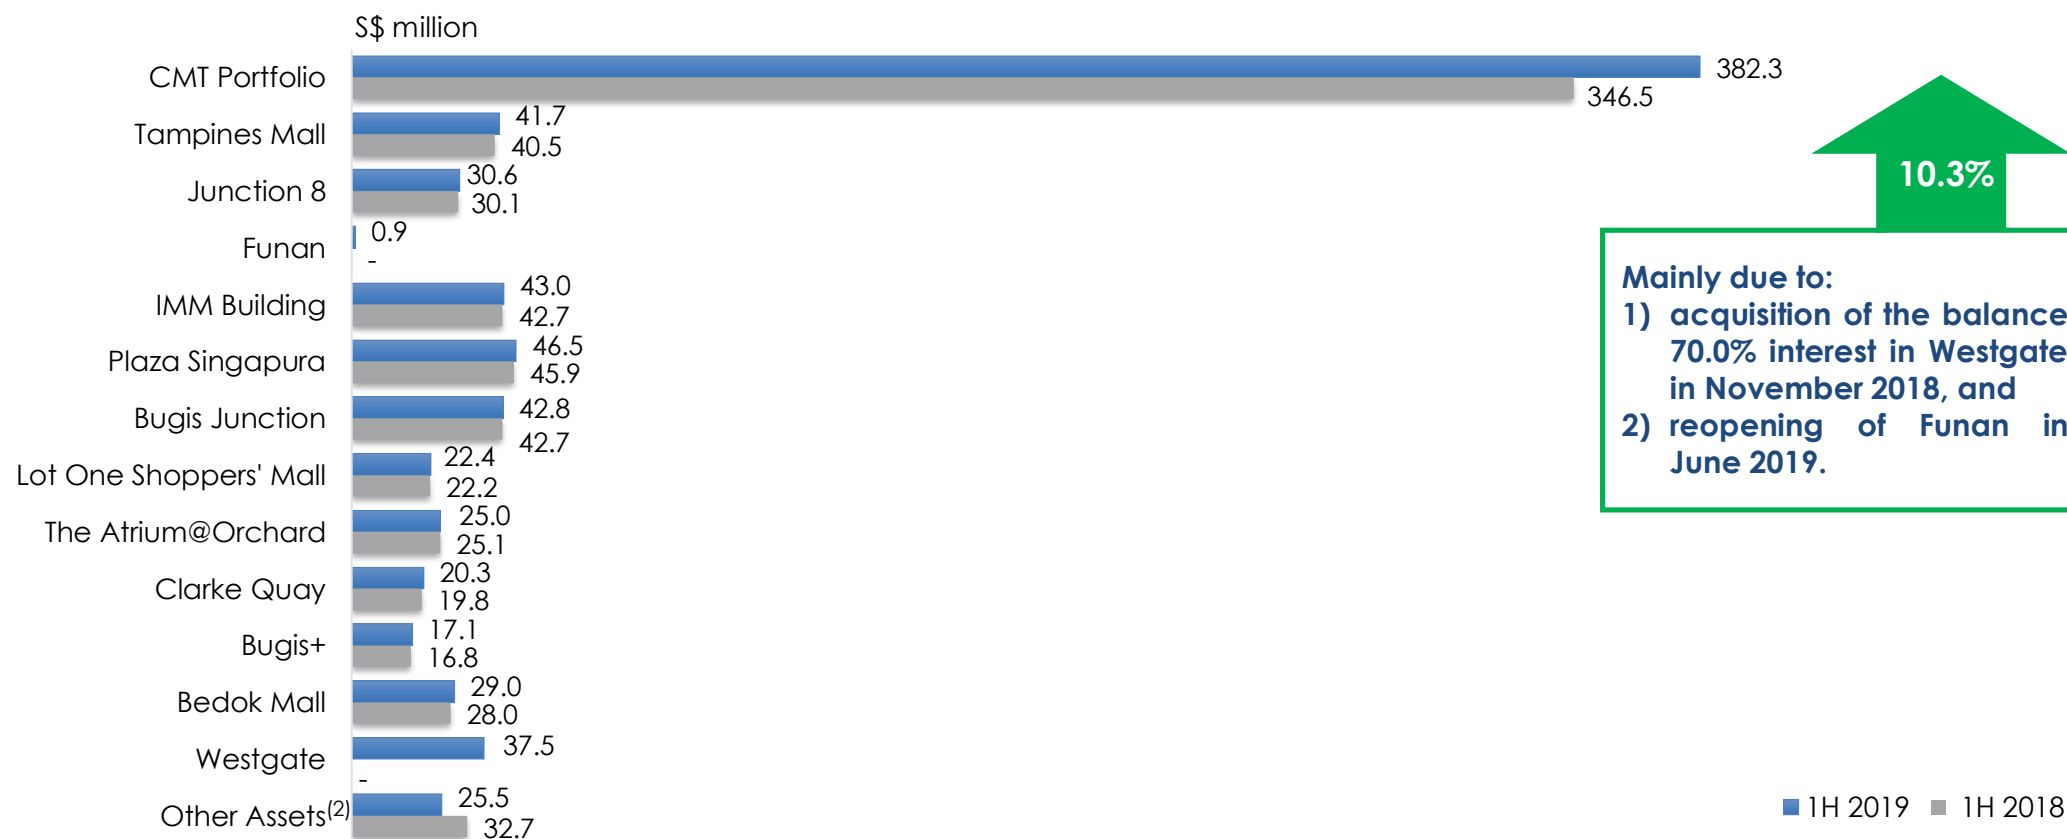 S$ million
CMT Portfolio
382.3
346.5
Tampines Mall
41.7
40.5
Junction 8
30.6
30.1
Funan
0.9
-
IMM Building
43.0
42.7
Plaza Singapura
46.5
45.9
Bugis Junction
42.8
42.7
Lot One Shoppers' Mall
22.4
22.2
The Atrium@Orchard
25.0
25.1
Clarke Quay
20.3
19.8
Bugis+
17.1
16.8
Bedok Mall
29.0
28.0
Westgate
37.5
-
Other Assets(2)
25.5
32.7
10.3%
Mainly due to:
1) acquisition of the balance
70.0% interest in Westgate
in November 2018, and
2) reopening of Funan in
June 2019.
1H 2019 1H 2018